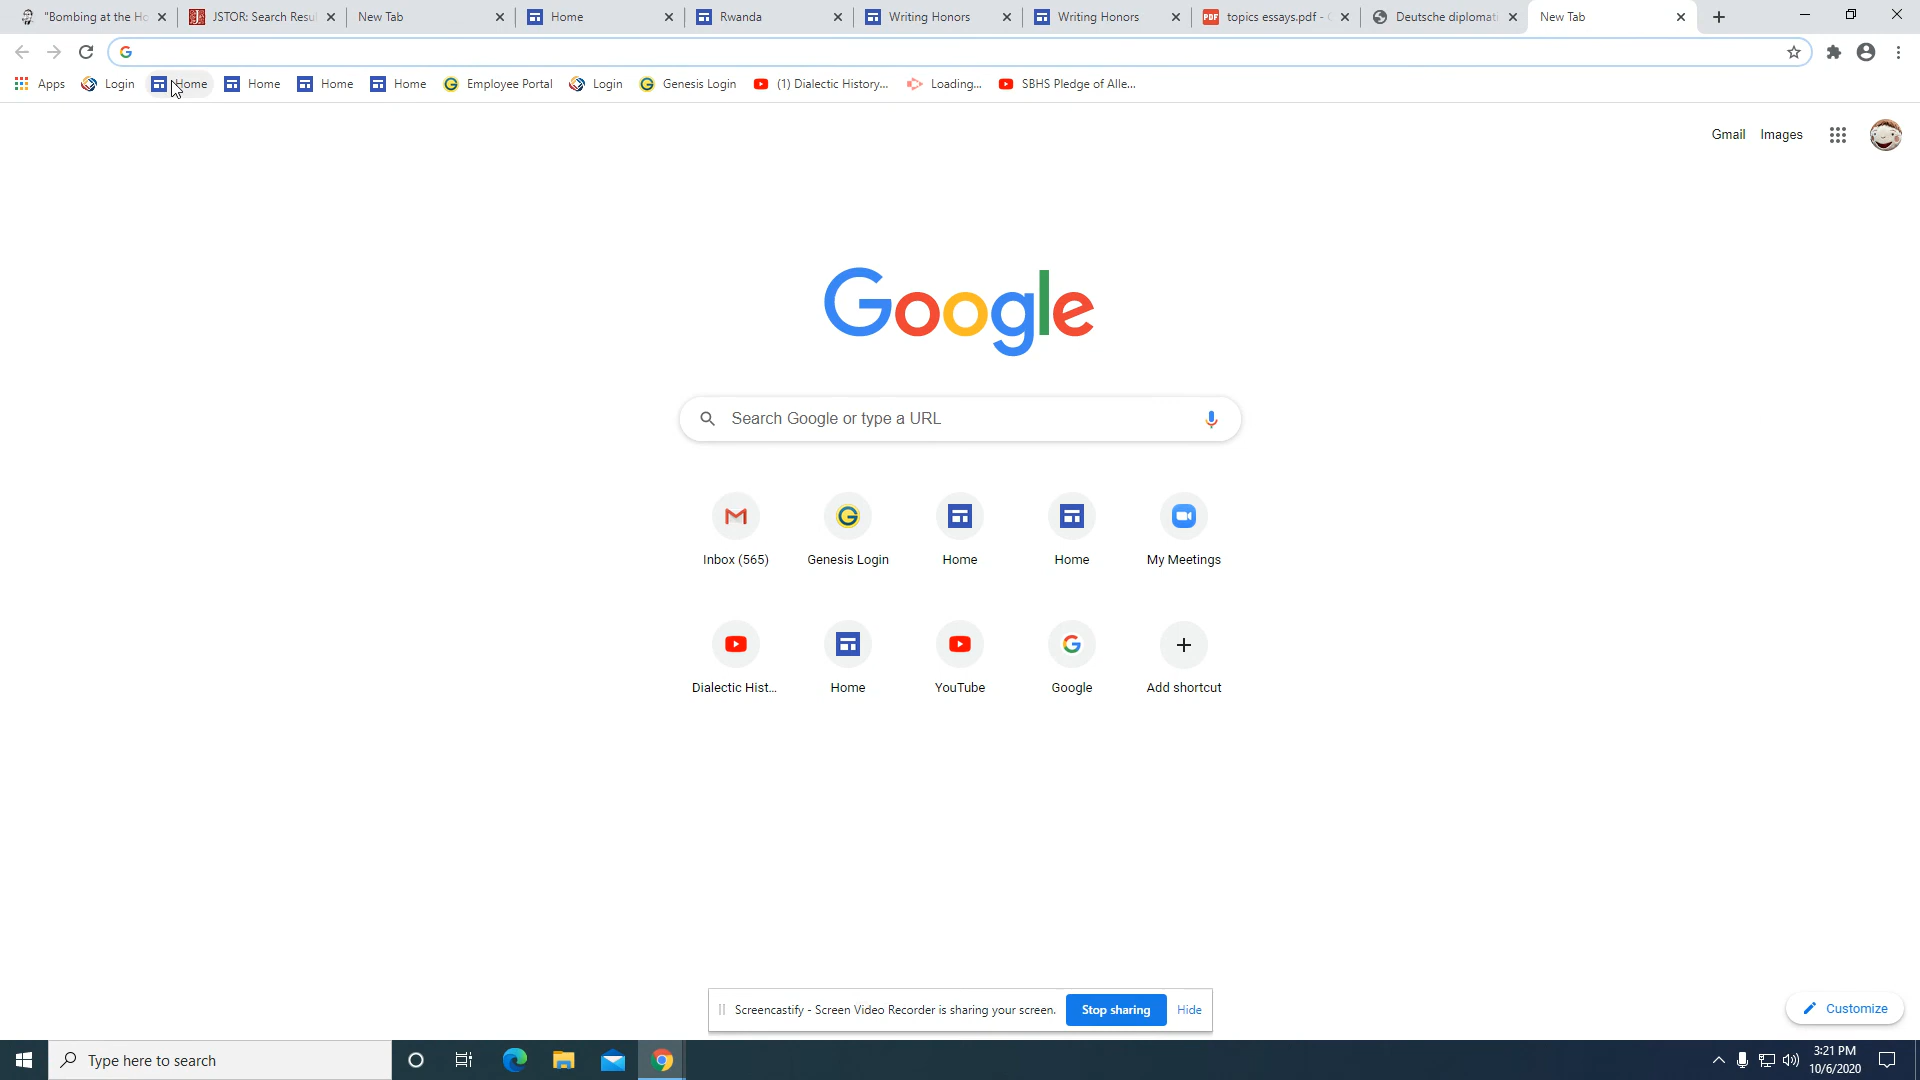 "Bombing at the Ho
JSTOR: Search Resul
New Tab
Home
Rwanda
Writing Honors
Writing Honors
topics essays.pdf -
Deutsche diplomat
New Tab
Apps
Login
Home
Home
Home
Home
Employee Portal
Login
Genesis Login
(1) Dialectic History...
Loading...
SBHS Pledge of Alle...
Gmail
Images
Google
Search Google or type a URL
Inbox (565)
Genesis Login
Home
Home
My Meetings
Dialectic Hist...
Home
YouTube
Google
Add shortcut
Screencastify - Screen Video Recorder is sharing your screen.
Stop sharing
Hide
Customize
Type here to search
3:21 PM
10/6/2020